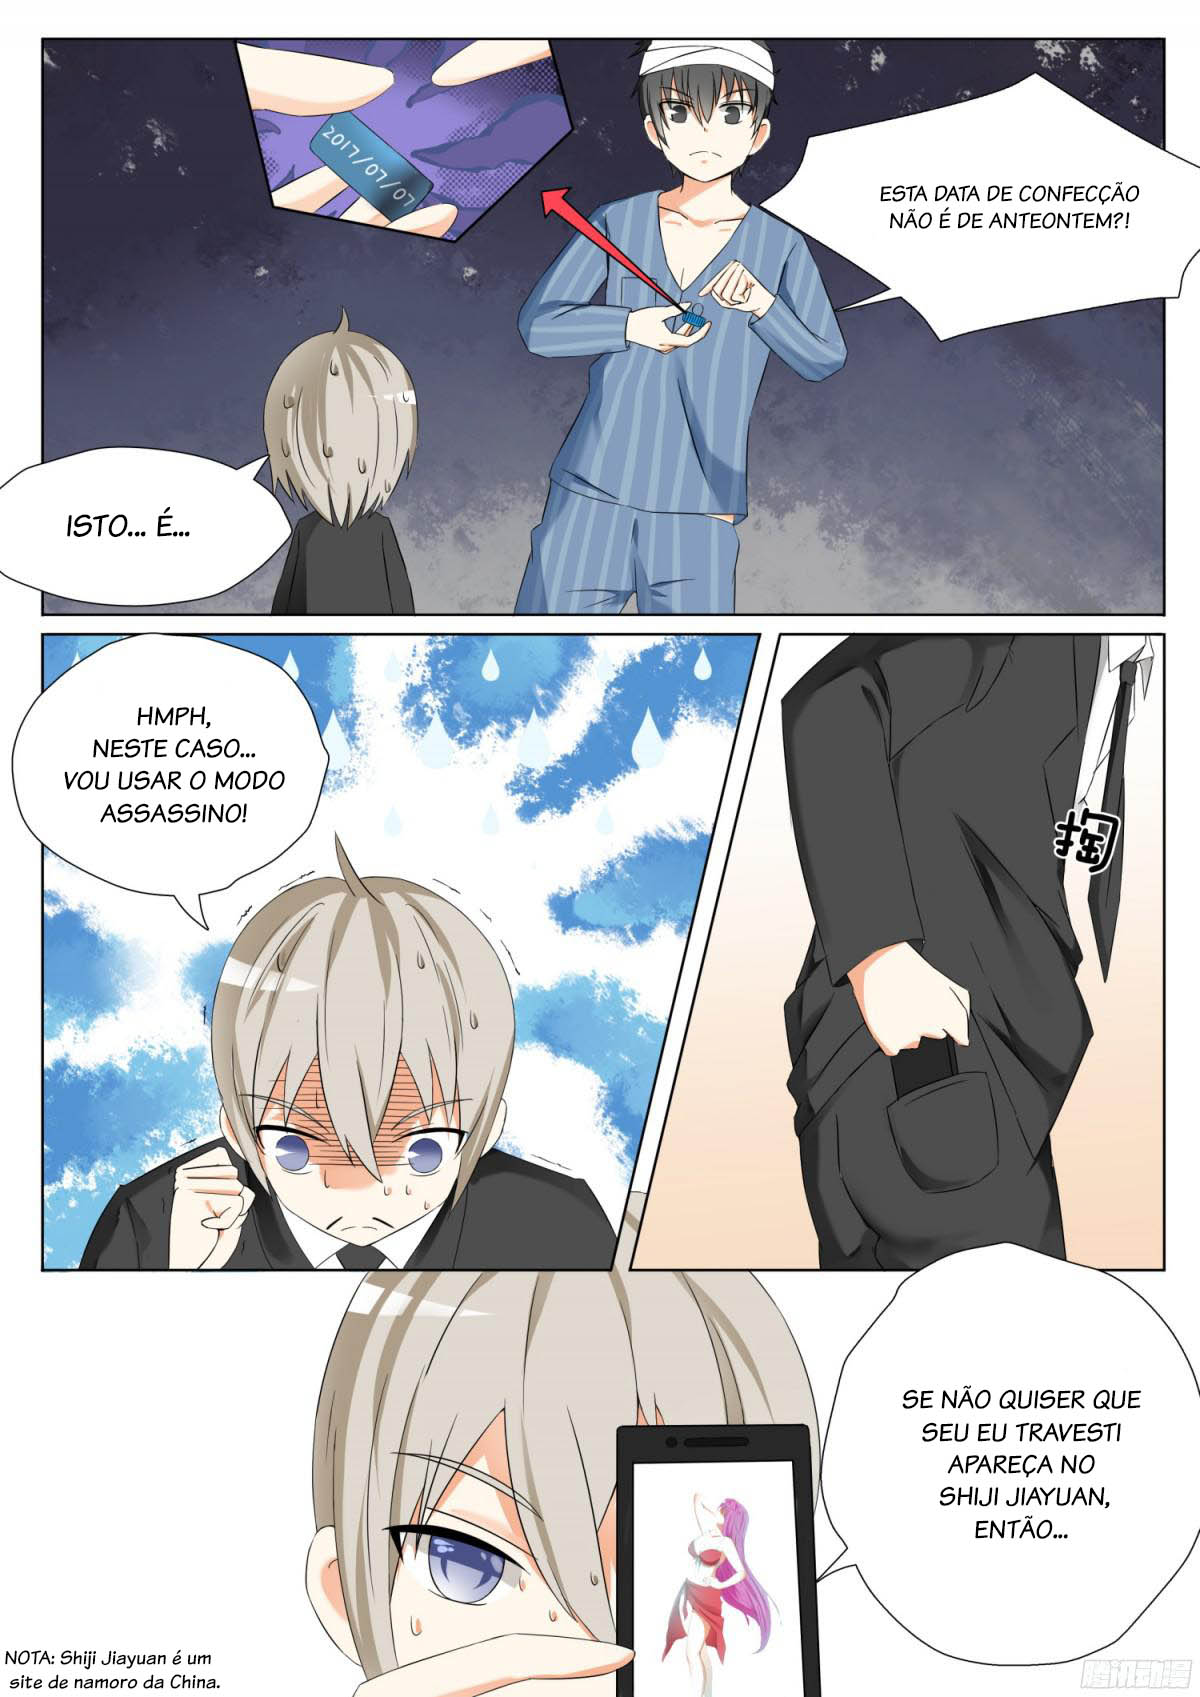 2017/07/07
ESTA DATA DE CONFECÇÃO
NÃO É DE ANTEONTEM?!
ISTO... É...
HMPH,
NESTE CASO...
VOU USAR O MODO
ASSASSINO!
掏
SE NÃO QUISER QUE
SEU EU TRAVESTI
APAREÇA NO
SHIJI JIAYUAN,
ENTÃO...
NOTA: Shiji Jiayuan é um
site de namoro da China.
腾讯动漫